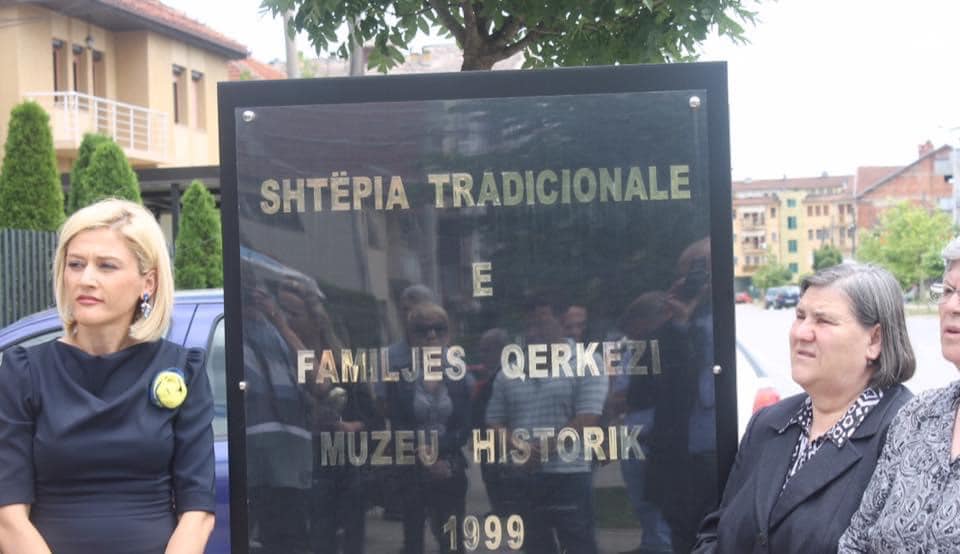 SHTËPIA TRADICIONALE
E
FAMILJES QERKEZI
MUZEU HISTORIK
1999